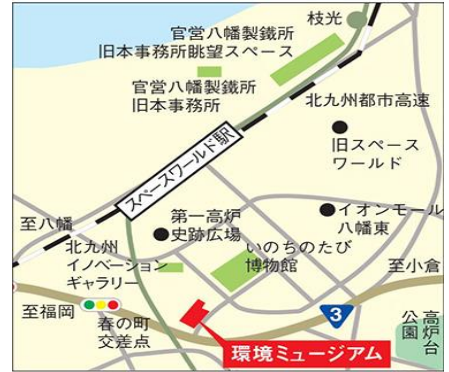 枝光
官営八幡製鐵所
旧本事務所眺望スペース
官営八幡製鐵所
旧本事務所
北九州都市高速
旧スペース
ワールド
スペースワールド駅
イオンモール
八幡東
第一高炉
史跡広場
至八幡
北九州
イノベーション
ギャラリー
いのちのたび
博物館
至小倉
至福岡
春の町
交差点
3
高炉台
公園
環境ミュージアム